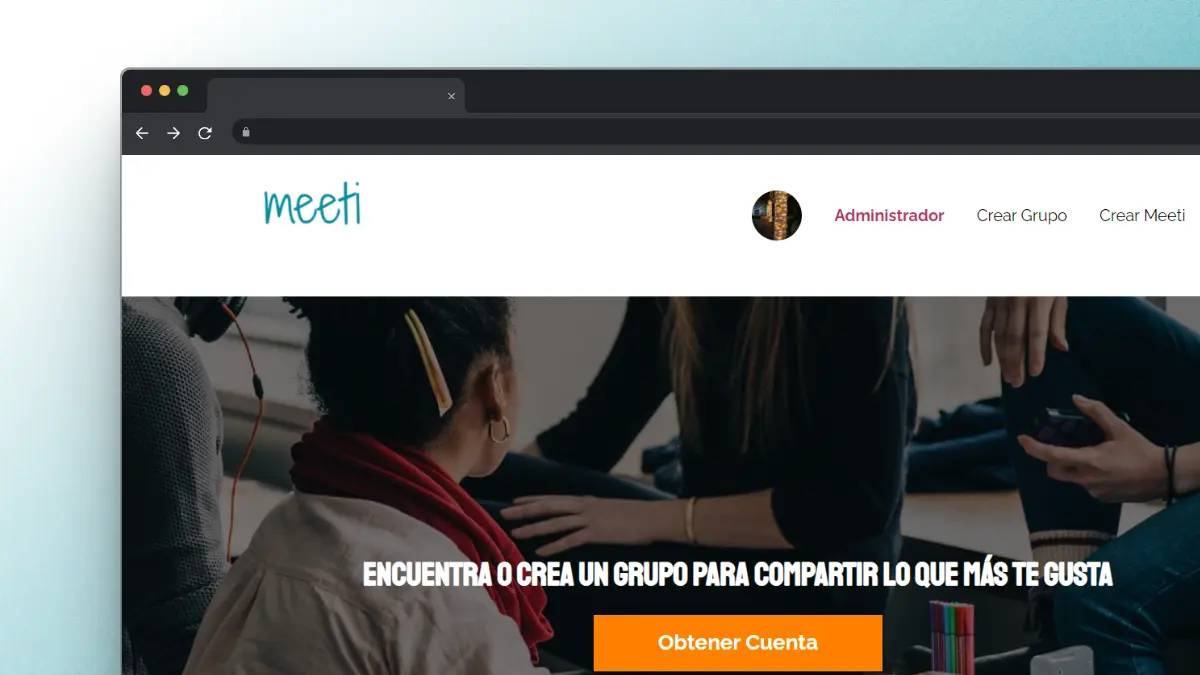 meeti
Administrador Crear Grupo Crear Meeti
ENCUENTRA O CREA UN GRUPO PARA COMPARTIR LO QUE MÁS TE GUSTA
Obtener Cuenta